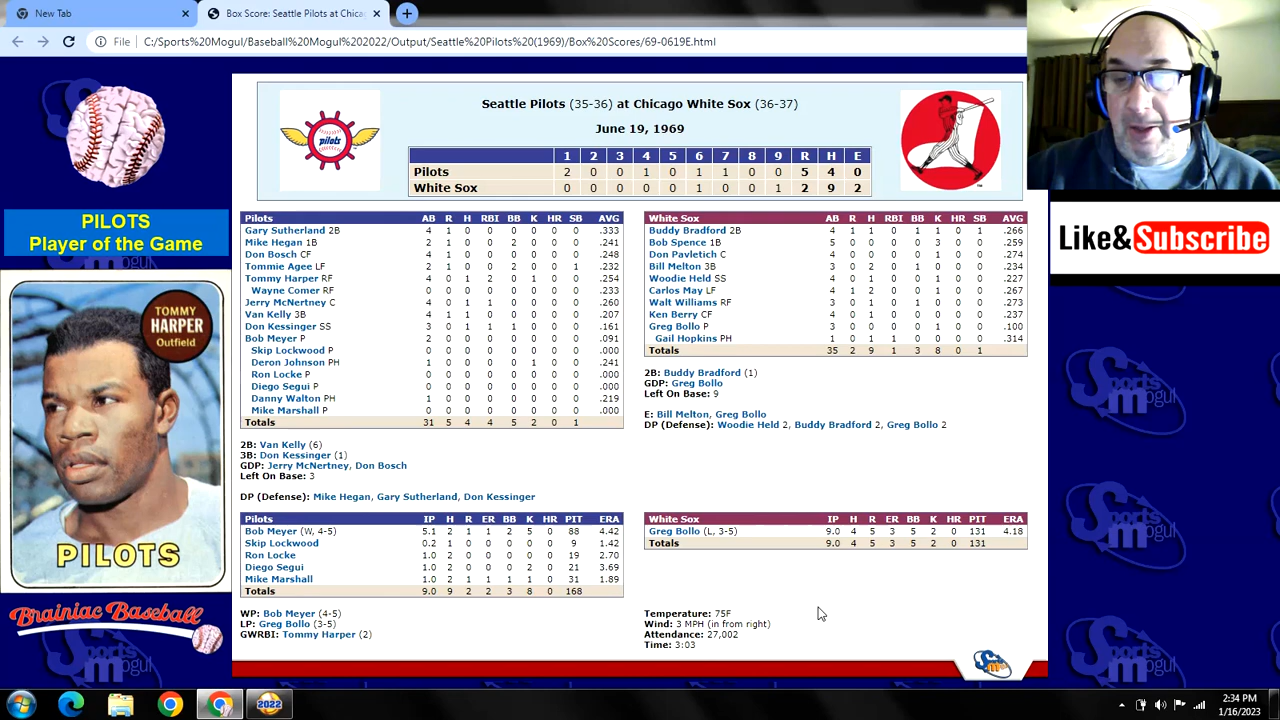 New Tab
Box Score: Seattle Pilots at Chica
File
C:/Sports%20Mogul/Baseball%20Mogul%202022/Output/Seattle%20Pilots%20(1969)/Box%20Scores/69-0619E.html
PILOTS
Player of the Game
TOMMY
HARPER
Outfield
PILOTS
Brainiac Baseball
pilots
Seattle Pilots (35-36) at Chicago White Sox (36-37)
June 19, 1969
1 2 3 4 5 6 7 8 9 R H E
Pilots 2 0 0 1 0 1 1 0 0 5 4 0
White Sox 0 0 0 0 0 1 0 0 1 2 9 2
Pilots AB R H RBI BB K HR SB AVG
Gary Sutherland 2B 4 1 0 0 0 0 0 0 .333
Mike Hegan 1B 2 1 0 0 2 0 0 0 .241
Don Bosch CF 4 0 0 0 0 0 0 0 .248
Tommie Agee LF 2 1 0 0 2 0 0 1 .232
Tommy Harper RF 4 0 1 2 0 1 0 0 .254
Wayne Comer RF 0 0 0 0 0 0 0 0 .233
Jerry McNertney C 4 0 1 1 0 0 0 0 .260
Van Kelly 3B 4 1 1 0 0 0 0 0 .207
Don Kessinger SS 3 0 1 1 1 0 0 0 .161
Bob Meyer P 2 0 0 0 0 0 0 0 .091
Skip Lockwood P 0 0 0 0 0 0 0 0 .000
Deron Johnson PH 1 0 0 0 0 1 0 0 .241
Ron Locke P 0 0 0 0 0 0 0 0 .000
Diego Segui P 0 0 0 0 0 0 0 0 .000
Danny Walton PH 1 0 0 0 0 0 0 0 .219
Mike Marshall P 0 0 0 0 0 0 0 0 .000
Totals 31 5 4 4 5 2 0 1
2B: Van Kelly (6)
3B: Don Kessinger (1)
GDP: Jerry McNertney, Don Bosch
Left On Base: 3
DP (Defense): Mike Hegan, Gary Sutherland, Don Kessinger
Pilots IP H R ER BB K HR PIT ERA
Bob Meyer (W, 4-5) 5.1 2 1 1 2 5 0 88 4.42
Skip Lockwood 0.2 1 0 0 0 0 0 9 1.42
Ron Locke 1.0 2 0 0 0 0 0 19 2.70
Diego Segui 1.0 2 0 0 0 2 0 21 3.69
Mike Marshall 1.0 2 1 1 1 1 0 31 1.89
Totals 9.0 9 2 2 3 8 0 168
WP: Bob Meyer (4-5)
LP: Greg Bollo (3-5)
GWRBI: Tommy Harper (2)
White Sox AB R H RBI BB K HR SB AVG
Buddy Bradford 2B 4 1 1 0 1 1 0 1 .266
Bob Spence 1B 5 0 0 0 0 3 0 0 .259
Don Pavletich C 4 0 0 0 0 1 0 0 .274
Bill Melton 3B 3 0 2 0 1 0 0 0 .234
Woodie Held SS 4 0 1 0 0 1 0 0 .227
Carlos May LF 4 1 2 0 0 1 0 0 .267
Walt Williams RF 3 0 1 0 1 0 0 0 .273
Ken Berry CF 4 0 1 0 0 0 0 0 .237
Greg Bollo P 3 0 0 0 0 1 0 0 .100
Gail Hopkins PH 1 0 1 1 0 0 0 0 .314
Totals 35 2 9 1 3 8 0 1
2B: Buddy Bradford (1)
GDP: Greg Bollo
Left On Base: 9
E: Bill Melton, Greg Bollo
DP (Defense): Woodie Held 2, Buddy Bradford 2, Greg Bollo 2
White Sox IP H R ER BB K HR PIT ERA
Greg Bollo (L, 3-5) 9.0 4 5 3 5 2 0 131 4.18
Totals 9.0 4 5 3 5 2 0 131
Temperature: 75F
Wind: 3 MPH (in from right)
Attendance: 27,002
Time: 3:03
Like&Subscribe
Sports Mogul
2022
2:34 PM
1/16/2023